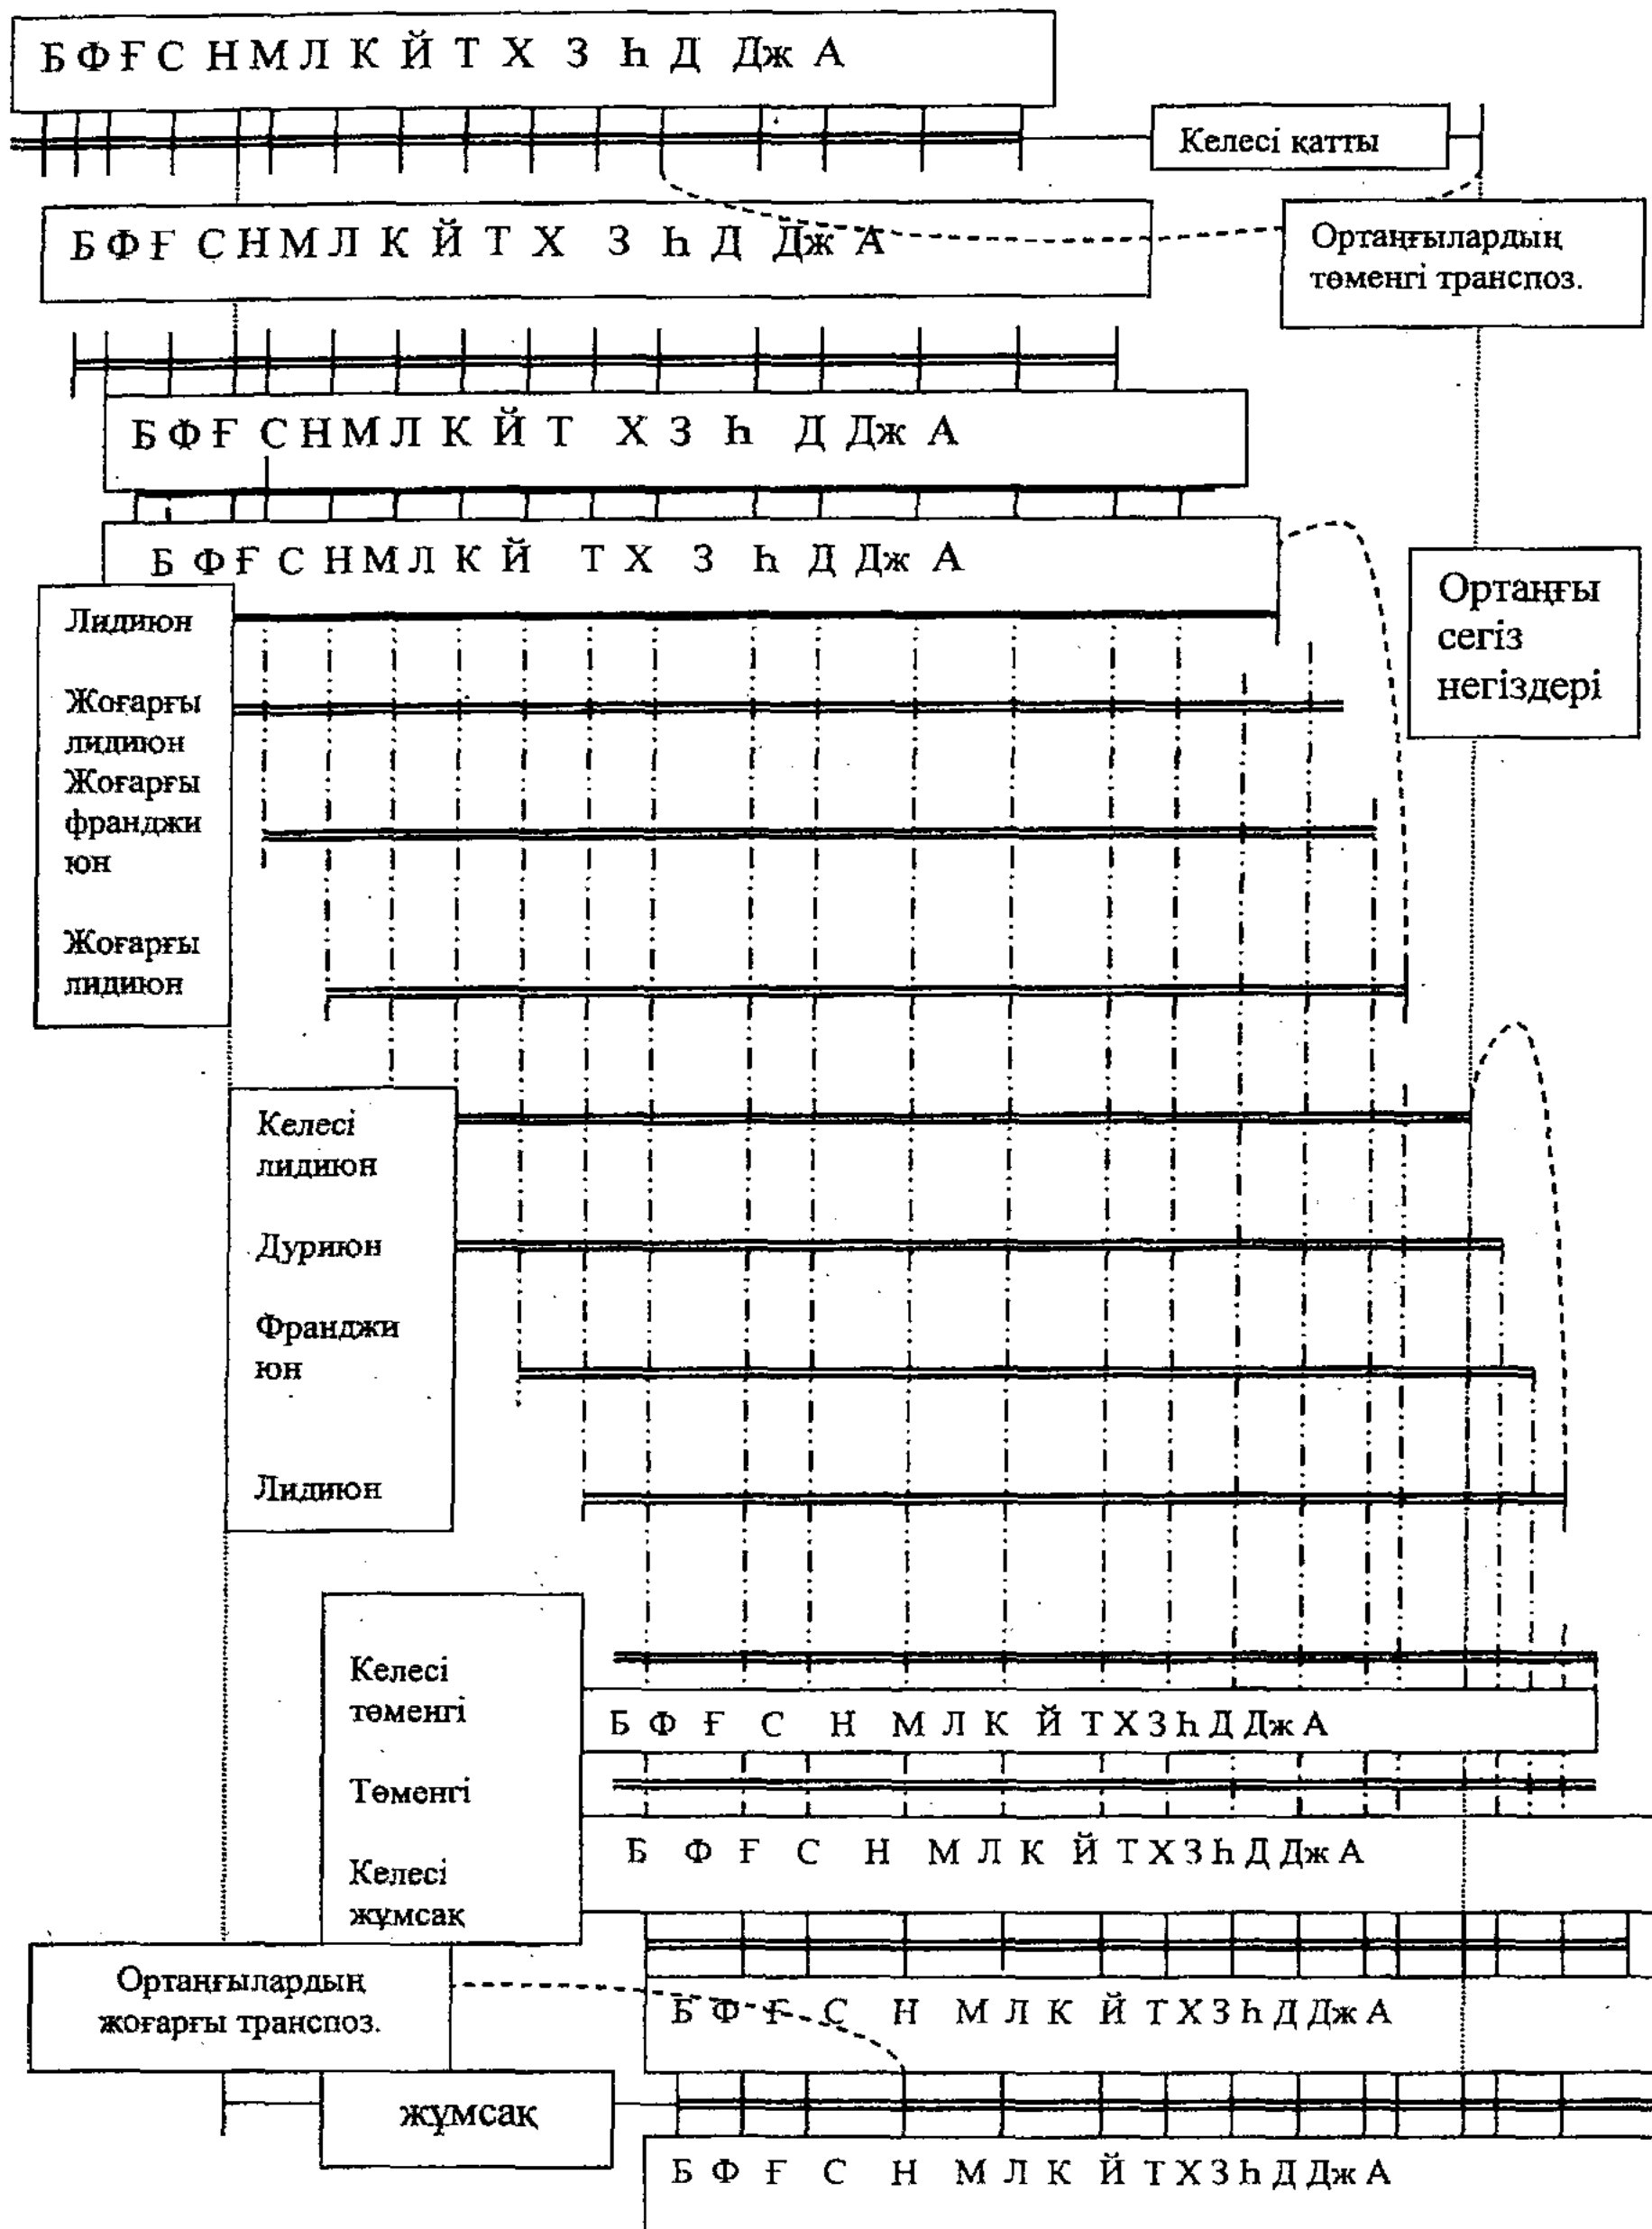 Б Ф Ғ С Н М Л К Й Т Х З Һ Д Дж А
Келесі қатты
Б Ф Ғ С Н М Л К Й Т Х З Һ Д Дж А
Ортаңғылардың
төменгі транспоз.
Б Ф Ғ С Н М Л К Й Т Х З Һ Д Дж А
Б Ф Ғ С Н М Л К Й Т Х З Һ Д Дж А
Ортаңғы
сегіз
негіздері
Лидиюн
Жоғарғы
лидиюн
Жоғарғы
франджи
юн
Жоғарғы
лидиюн
Келесі
лидиюн
Дуриюн
Франджи
юн
Лидиюн
Келесі
төменгі
Б Ф Ғ С Н М Л К Й Т Х З Һ Д Дж А
Төменгі
Б Ф Ғ С Н М Л К Й Т Х З Һ Д Дж А
Келесі
жұмсақ
Ортаңғылардың
жоғарғы транспоз.
Б Ф Ғ С Н М Л К Й Т Х З Һ Д Дж А
жұмсақ
Б Ф Ғ С Н М Л К Й Т Х З Һ Д Дж А